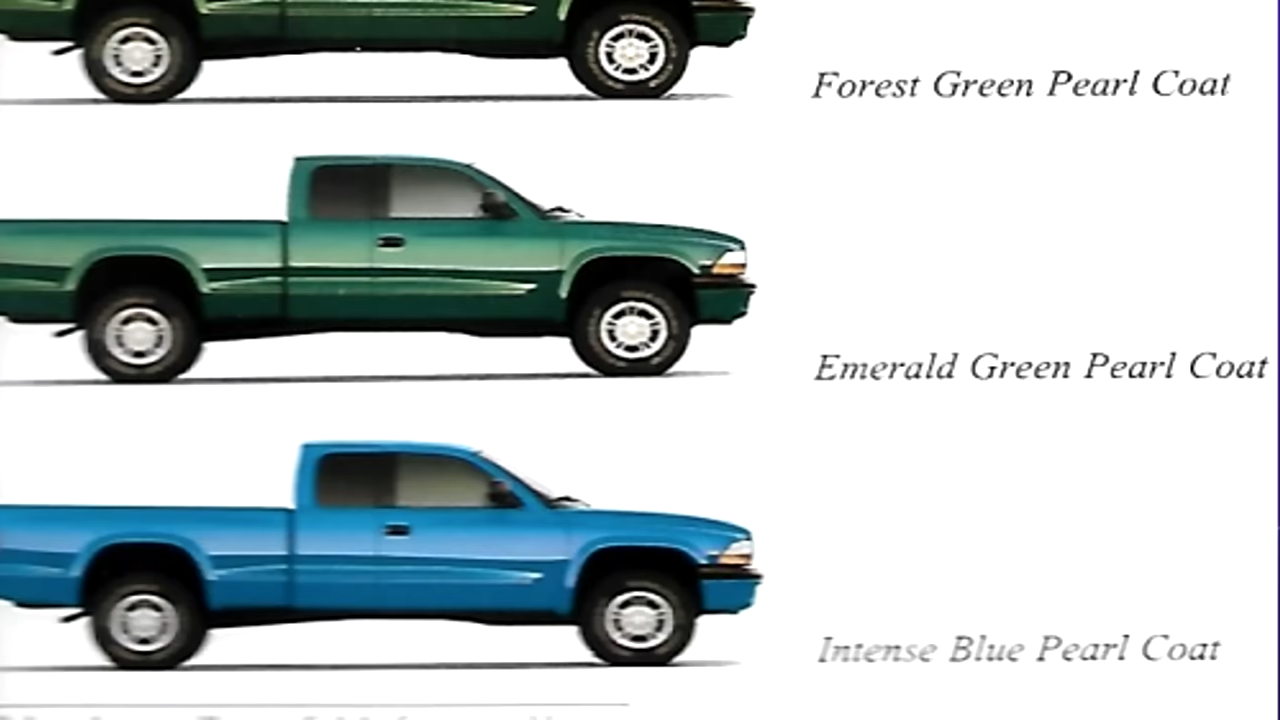 Forest Green Pearl Coat
Emerald Green Pearl Coat
Intense Blue Pearl Coat